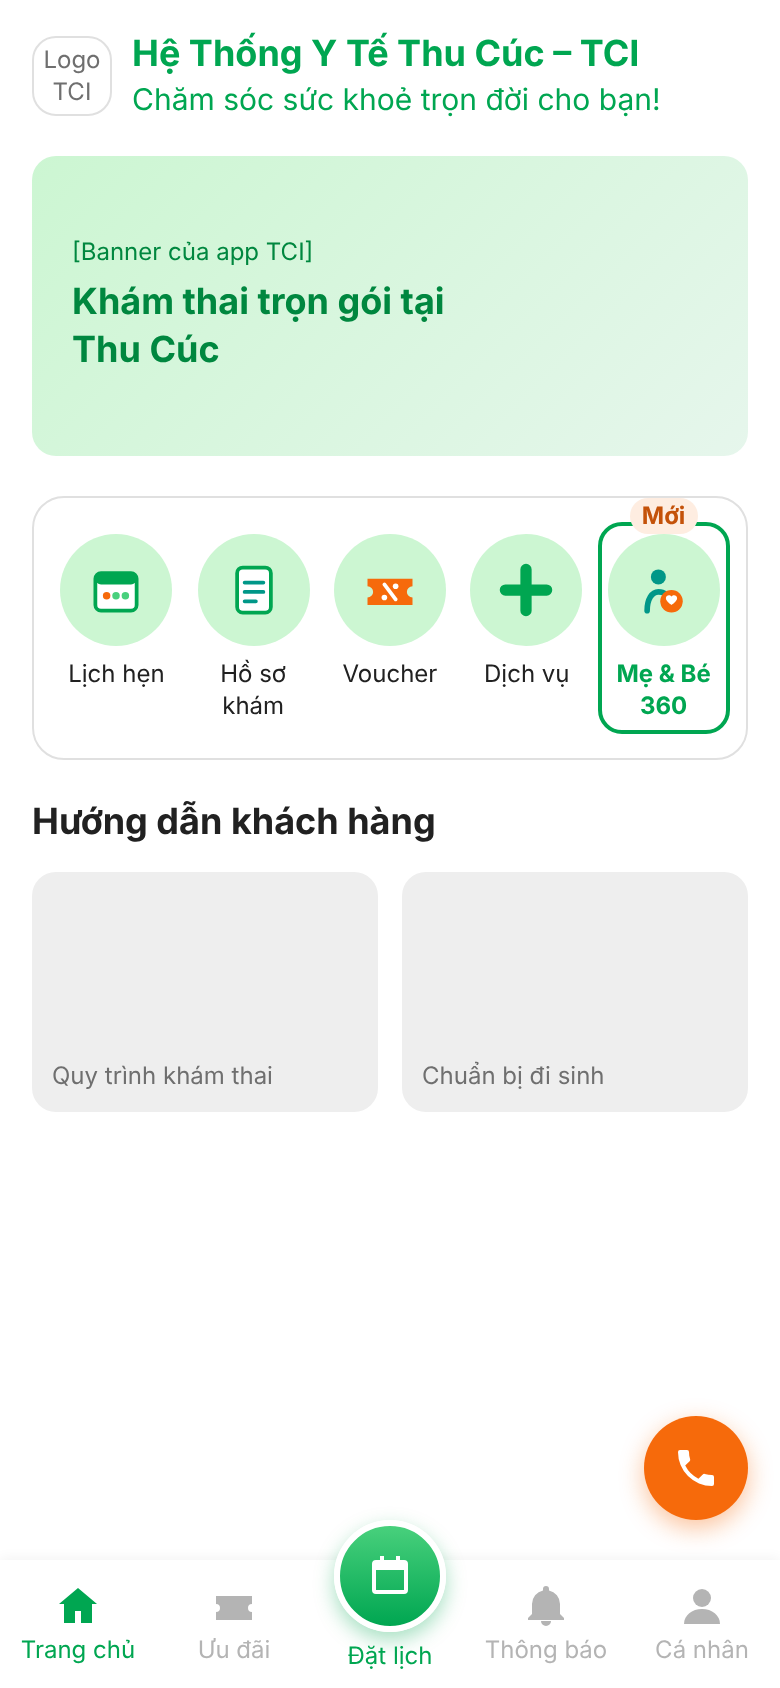 Logo
TCI
Hệ Thống Y Tế Thu Cúc – TCI
Chăm sóc sức khoẻ trọn đời cho bạn!
[Banner của app TCI]
Khám thai trọn gói tại
Thu Cúc
Mới
Lịch hẹn
Hồ sơ
khám
Voucher
Dịch vụ
Mẹ & Bé
360
Hướng dẫn khách hàng
Quy trình khám thai
Chuẩn bị đi sinh
Trang chủ
Ưu đãi
Đặt lịch
Thông báo
Cá nhân